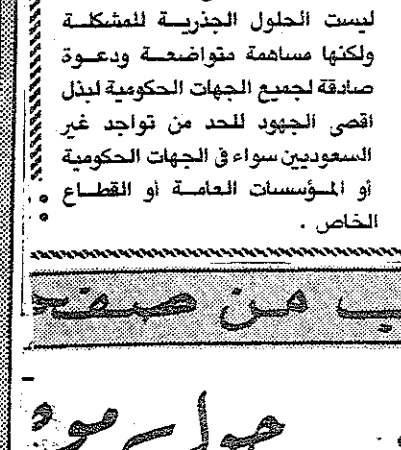 ليست الحلول الجذرية للمشكلة
ولكنها مساهمة متواضعة ودعوة
صادقة لجميع الجهات الحكومية لبذل
اقصى الجهود للحد من تواجد غير
السعوديين سواء في الجهات الحكومية
أو المؤسسات العامة أو القطاع
الخاص .
من
حول